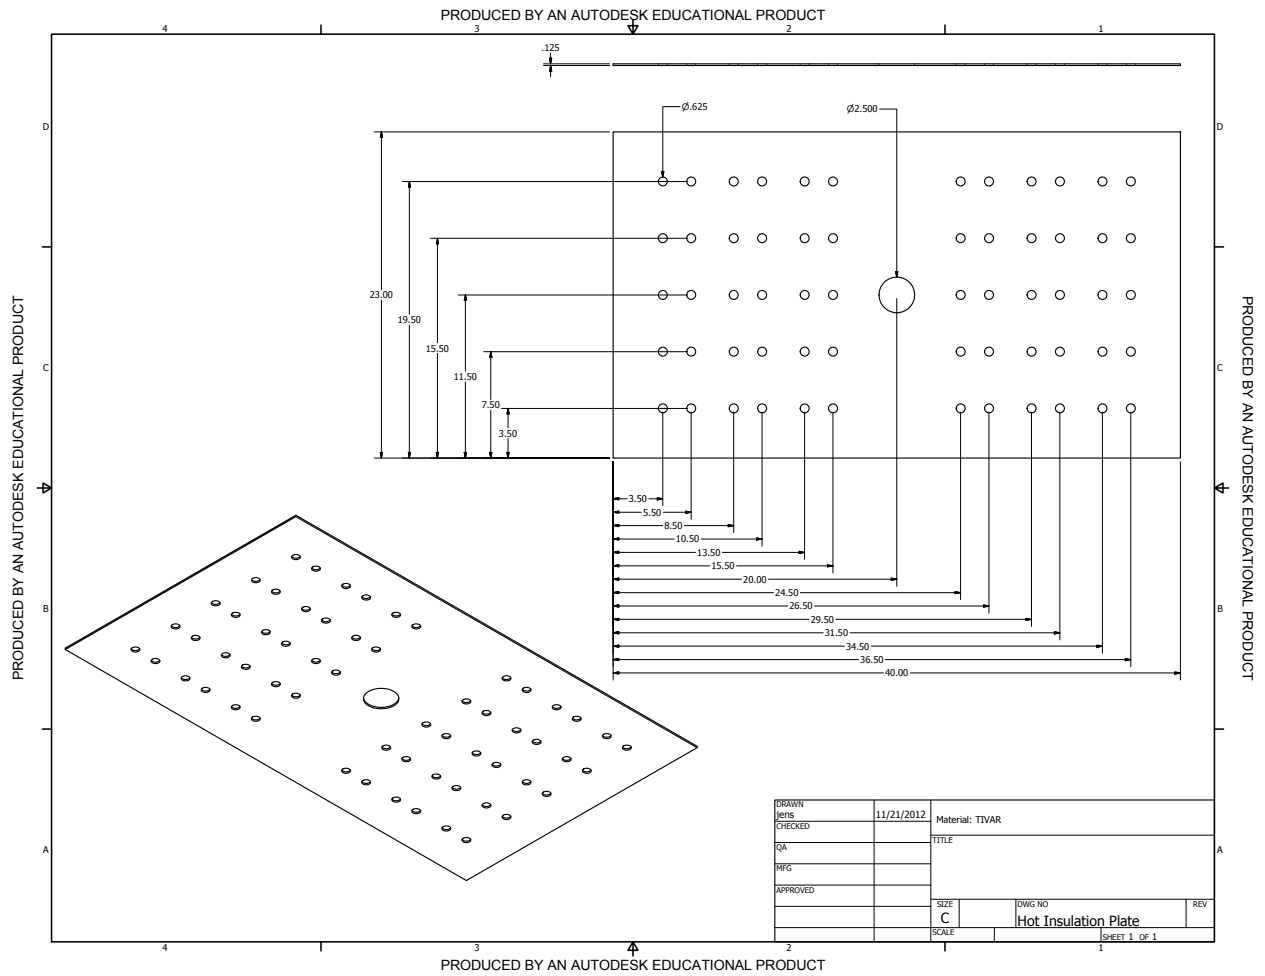 PRODUCED BY AN AUTODESK EDUCATIONAL PRODUCT
4 3 2 1
.125
Ø.625
Ø2.500
D D
23.00
19.50
15.50
11.50
7.50
3.50
C C
PRODUCED BY AN AUTODESK EDUCATIONAL PRODUCT
PRODUCED BY AN AUTODESK EDUCATIONAL PRODUCT
3.50
5.50
8.50
10.50
13.50
15.50
20.00
24.50
26.50
29.50
31.50
34.50
36.50
40.00
B B
A A
DRAWN
jens 11/21/2012
CHECKED
QA
MFG
APPROVED
Material: TIVAR
TITLE
SIZE
C
DWG NO
Hot Insulation Plate
REV
SCALE
SHEET 1 OF 1
4 3 2 1
PRODUCED BY AN AUTODESK EDUCATIONAL PRODUCT